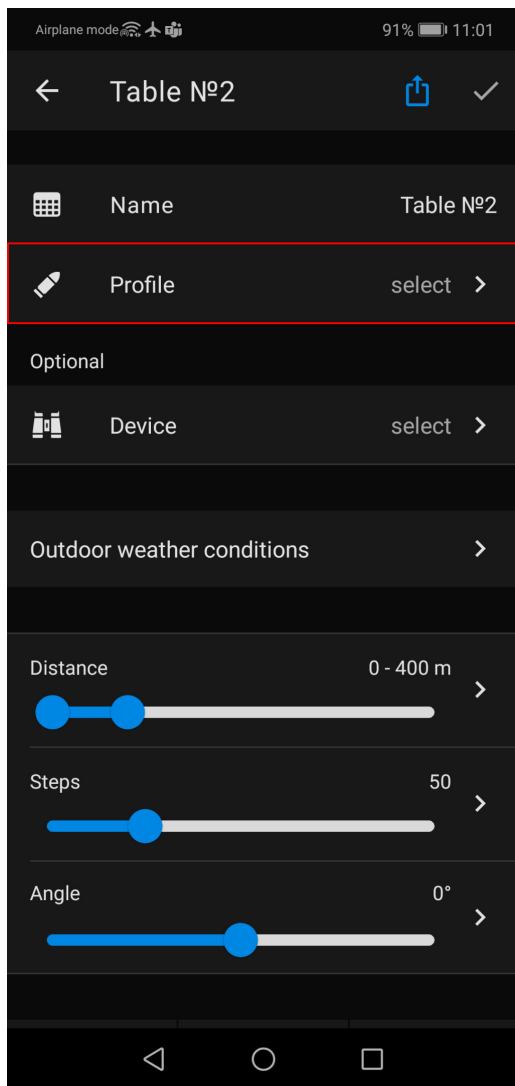 Airplane mode 91% 11:01
Table №2
Name Table №2
Profile select
Optional
Device select
Outdoor weather conditions
Distance 0 - 400 m
Steps 50
Angle 0°